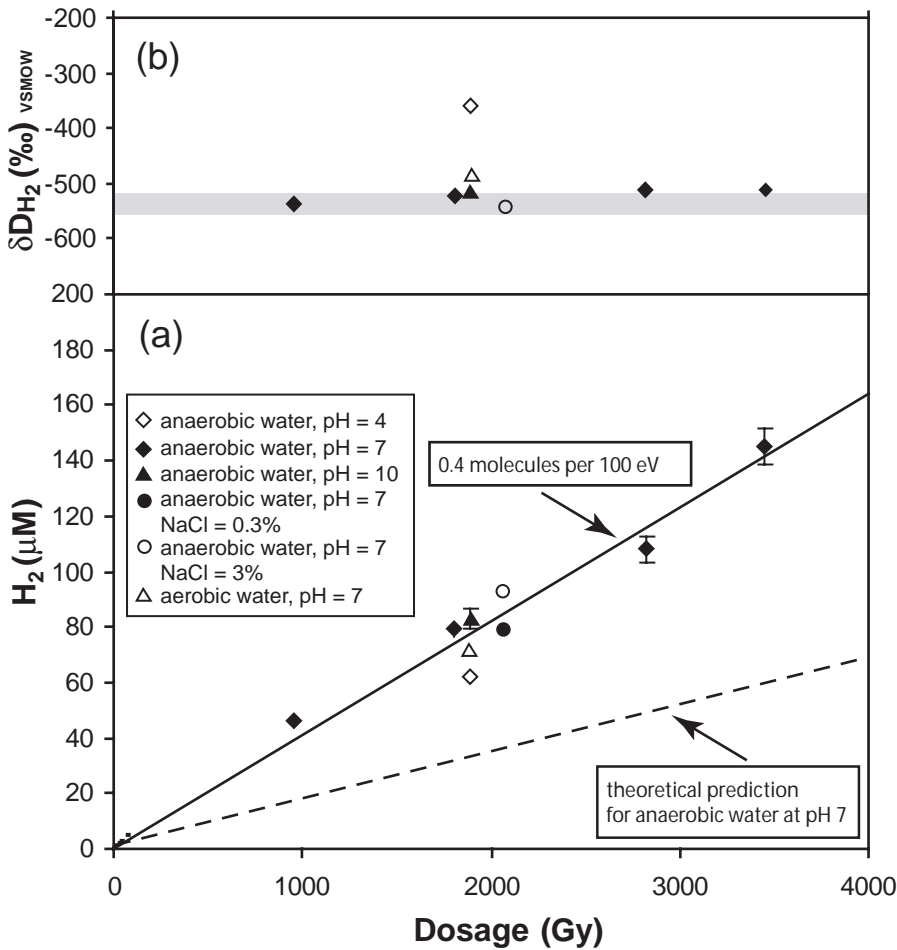 (b)
-200
-300
-400
-500
-600
δD H2 (‰) VSMOW
(a)
200
180
160
140
120
100
80
60
40
20
0
H2 (μM)
anaerobic water, pH = 4
anaerobic water, pH = 7
anaerobic water, pH = 10
anaerobic water, pH = 7
NaCl = 0.3%
anaerobic water, pH = 7
NaCl = 3%
aerobic water, pH = 7
0.4 molecules per 100 eV
theoretical prediction
for anaerobic water at pH 7
0 1000 2000 3000 4000
Dosage (Gy)